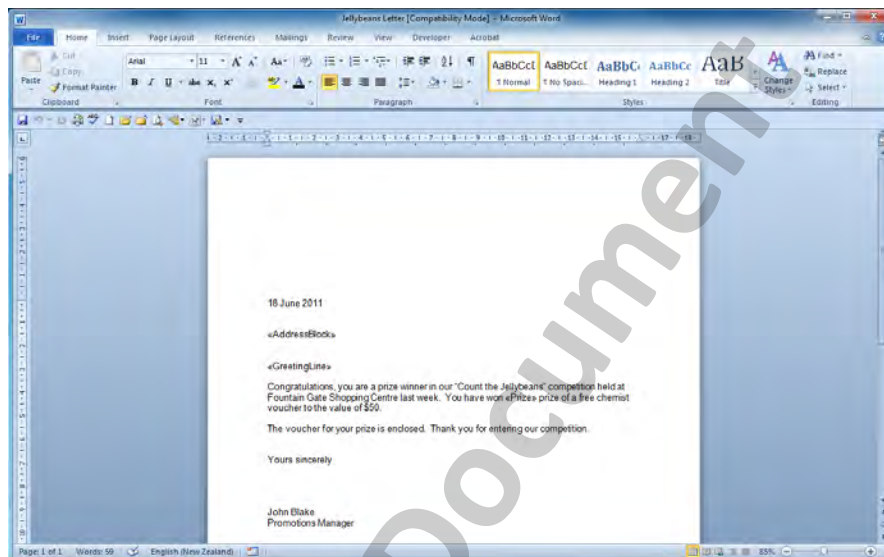 Jellybeans Letter [Compatibility Mode] - Microsoft Word
File Home Insert Page Layout References Mailings Review View Developer Acrobat
Cut
Copy
Format Painter
Paste
Clipboard
Arial 11
Font
Paragraph
AaBbCcI AaBbCcI AaBbC AaBbCc AaB
¶ Normal ¶ No Spaci... Heading 1 Heading 2 Title
Change Styles
Styles
Find
Replace
Select
Editing
18 June 2011
«AddressBlock»
«GreetingLine»
Congratulations, you are a prize winner in our "Count the Jellybeans" competition held at
Fountain Gate Shopping Centre last week. You have won «Prize» prize of a free chemist
voucher to the value of $50.
The voucher for your prize is enclosed. Thank you for entering our competition.
Yours sincerely
John Blake
Promotions Manager
Page: 1 of 1 Words: 59 English (New Zealand) 85%
Document